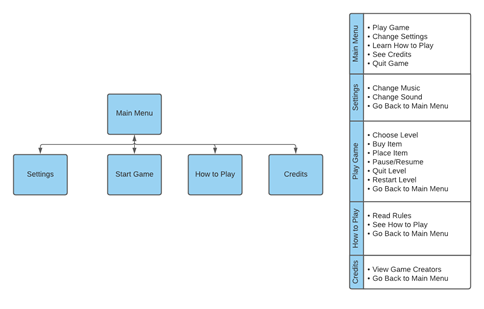 Main Menu
Settings
Start Game
How to Play
Credits
Main Menu
• Play Game
• Change Settings
• Learn How to Play
• See Credits
• Quit Game
Settings
• Change Music
• Change Sound
• Go Back to Main Menu
Play Game
• Choose Level
• Buy Item
• Place Item
• Pause/Resume
• Quit Level
• Restart Level
• Go Back to Main Menu
How to Play
• Read Rules
• See How to Play
• Go Back to Main Menu
Credits
• View Game Creators
• Go Back to Main Menu